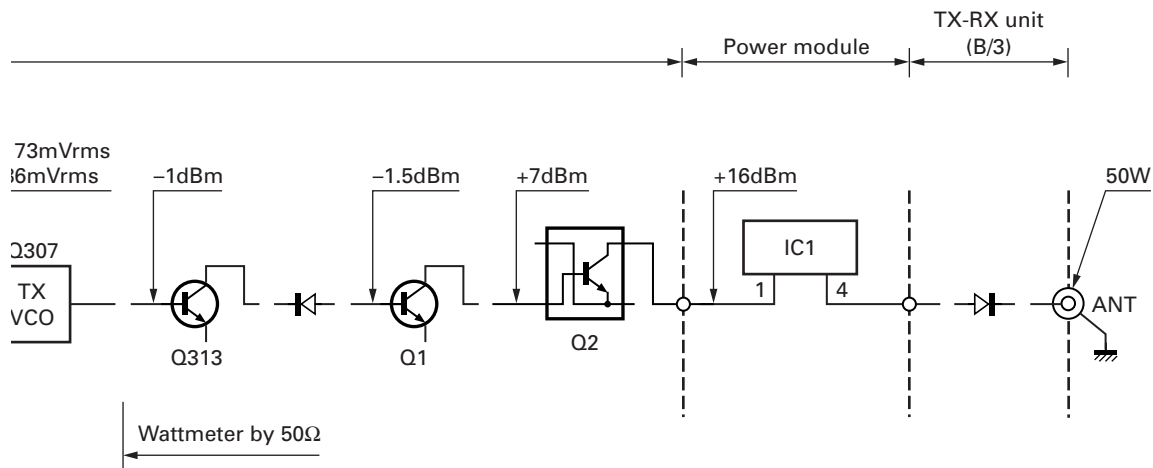 TX-RX unit
(B/3)
Power module
73mVrms
36mVrms
–1dBm
–1.5dBm
+7dBm
+16dBm
50W
Q307
TX
VCO
Q313
Q1
Q2
IC1
1
4
ANT
Wattmeter by 50Ω